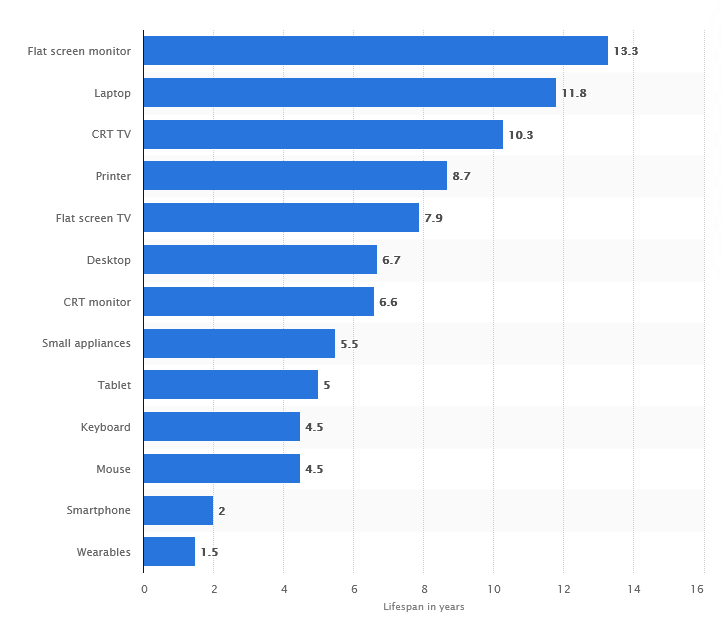 Flat screen monitor 13.3
Laptop 11.8
CRT TV 10.3
Printer 8.7
Flat screen TV 7.9
Desktop 6.7
CRT monitor 6.6
Small appliances 5.5
Tablet 5
Keyboard 4.5
Mouse 4.5
Smartphone 2
Wearables 1.5
0 2 4 6 8 10 12 14 16
Lifespan in years